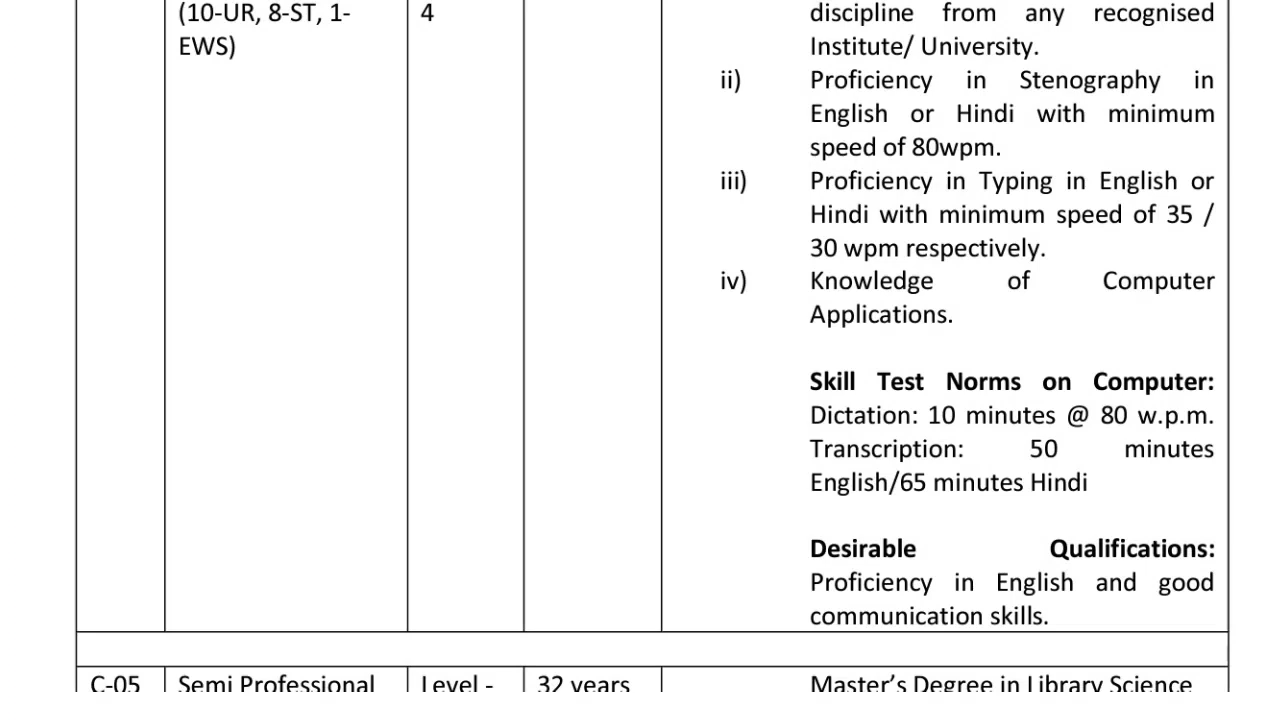 (10-UR, 8-ST, 1-
EWS)
4
discipline from any recognised
Institute/ University.
ii) Proficiency in Stenography in
English or Hindi with minimum
speed of 80wpm.
iii) Proficiency in Typing in English or
Hindi with minimum speed of 35 /
30 wpm respectively.
iv) Knowledge of Computer
Applications.
Skill Test Norms on Computer:
Dictation: 10 minutes @ 80 w.p.m.
Transcription: 50 minutes
English/65 minutes Hindi
Desirable Qualifications:
Proficiency in English and good
communication skills.
C-05 Semi Professional Level - 32 years Master’s Degree in Library Science